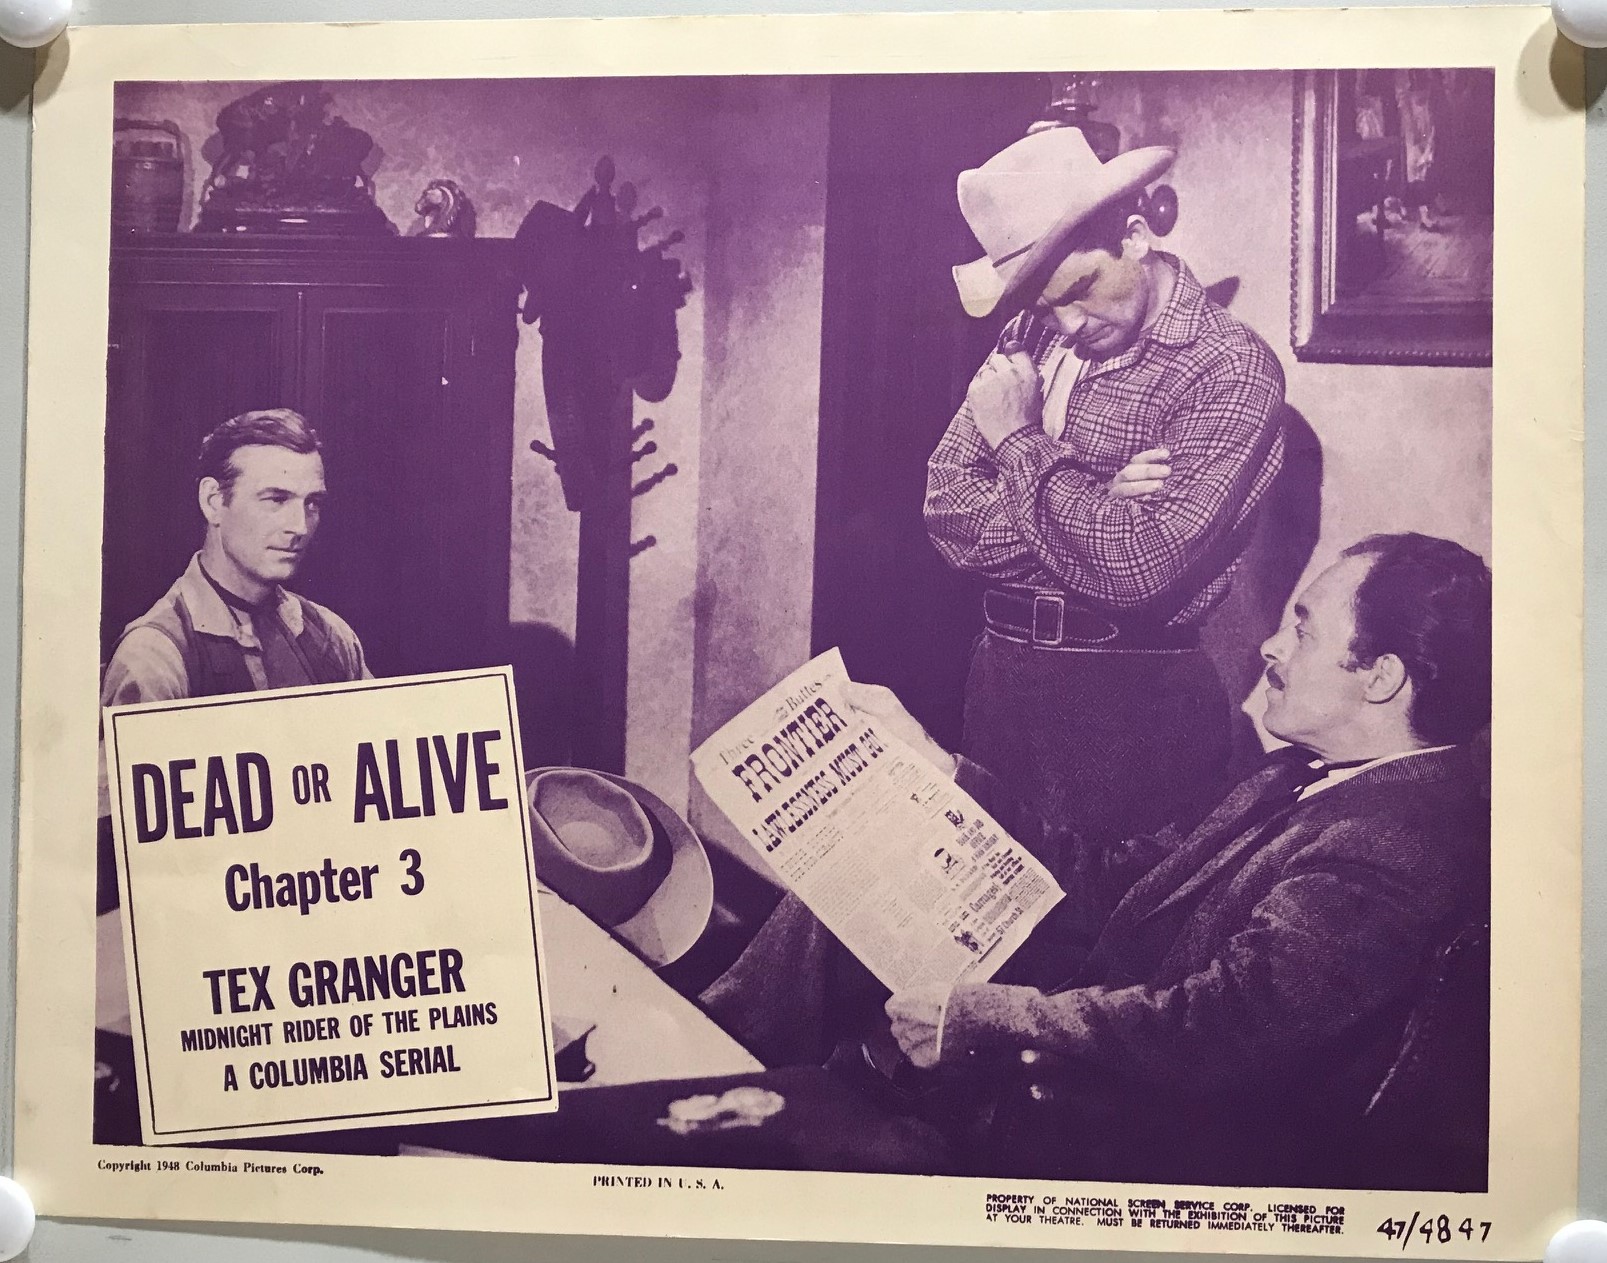 DEAD OR ALIVE
Chapter 3
TEX GRANGER
MIDNIGHT RIDER OF THE PLAINS
A COLUMBIA SERIAL
Three Buttes
FRONTIER
LAWLESSNESS MUST GO!
Copyright 1948 Columbia Pictures Corp.
PRINTED IN U. S. A.
PROPERTY OF NATIONAL SCREEN SERVICE CORP. LICENSED FOR
DISPLAY IN CONNECTION WITH THE EXHIBITION OF THIS PICTURE
AT YOUR THEATRE. MUST BE RETURNED IMMEDIATELY THEREAFTER.
47/4847